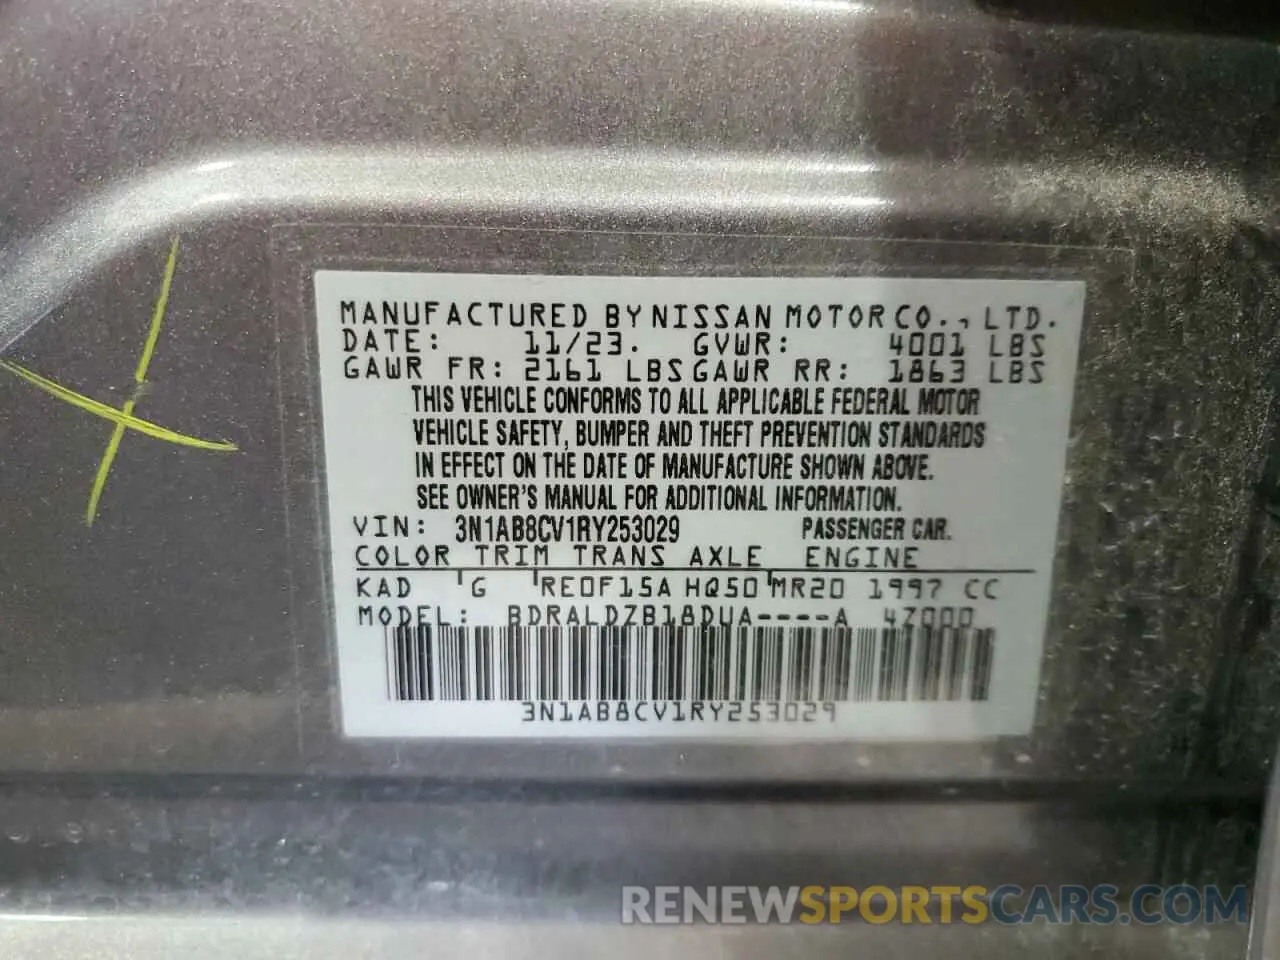 MANUFACTURED BY NISSAN MOTOR CO., LTD.
DATE: 11/23. GVWR: 4001 LBS
GAWR FR: 2161 LBS GAWR RR: 1863 LBS
THIS VEHICLE CONFORMS TO ALL APPLICABLE FEDERAL MOTOR
VEHICLE SAFETY, BUMPER AND THEFT PREVENTION STANDARDS
IN EFFECT ON THE DATE OF MANUFACTURE SHOWN ABOVE.
SEE OWNER'S MANUAL FOR ADDITIONAL INFORMATION.
VIN: 3N1AB8CV1RY253029 PASSENGER CAR.
COLOR TRIM TRANS AXLE ENGINE
KAD G RE0F15A HQ50 MR20 1997 CC
MODEL: BDRALDZB18DUA----A 4Z000
3N1AB8CV1RY253029
RENEWSPORTSCARS.COM